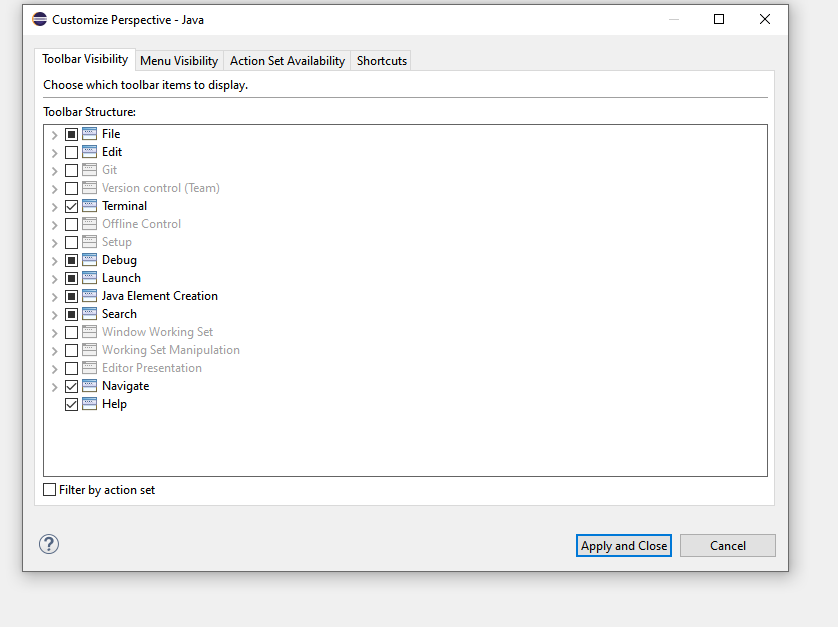 Customize Perspective - Java
Toolbar Visibility Menu Visibility Action Set Availability Shortcuts
Choose which toolbar items to display.
Toolbar Structure:
File
Edit
Git
Version control (Team)
Terminal
Offline Control
Setup
Debug
Launch
Java Element Creation
Search
Window Working Set
Working Set Manipulation
Editor Presentation
Navigate
Help
Filter by action set
? Apply and Close Cancel